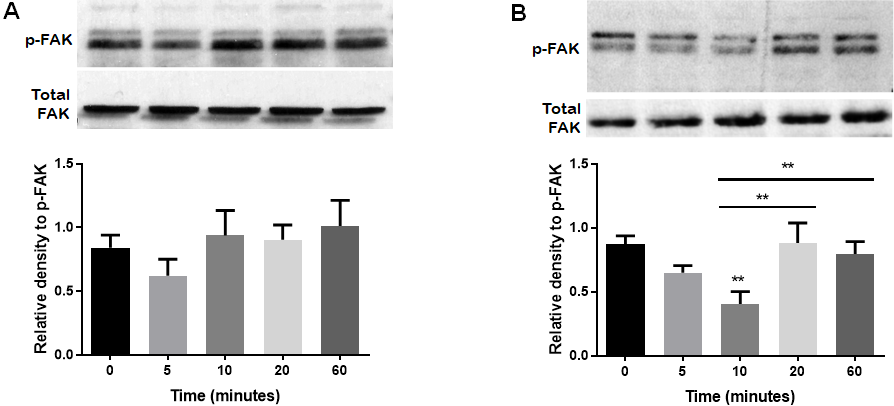 A
p-FAK
Total
FAK
Relative density to p-FAK
1.5
1.0
0.5
0.0
0 5 10 20 60
Time (minutes)
B
p-FAK
Total
FAK
Relative density to p-FAK
1.5
1.0
0.5
0.0
**
**
**
0 5 10 20 60
Time (minutes)